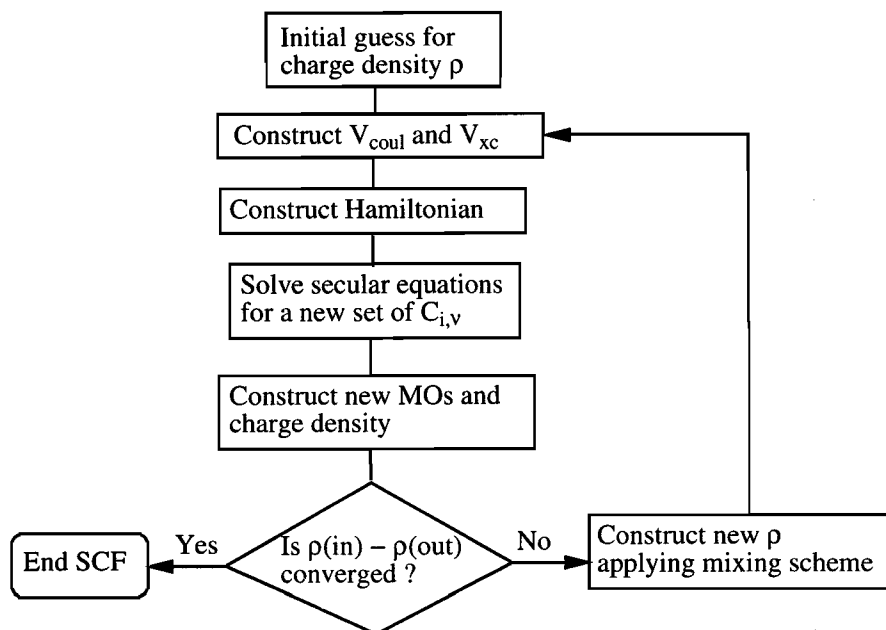 Initial guess for
charge density ρ
Construct V_coul and V_xc
Construct Hamiltonian
Solve secular equations
for a new set of C_i,ν
Construct new MOs and
charge density
Is ρ(in) – ρ(out)
converged ?
Yes
End SCF
No
Construct new ρ
applying mixing scheme